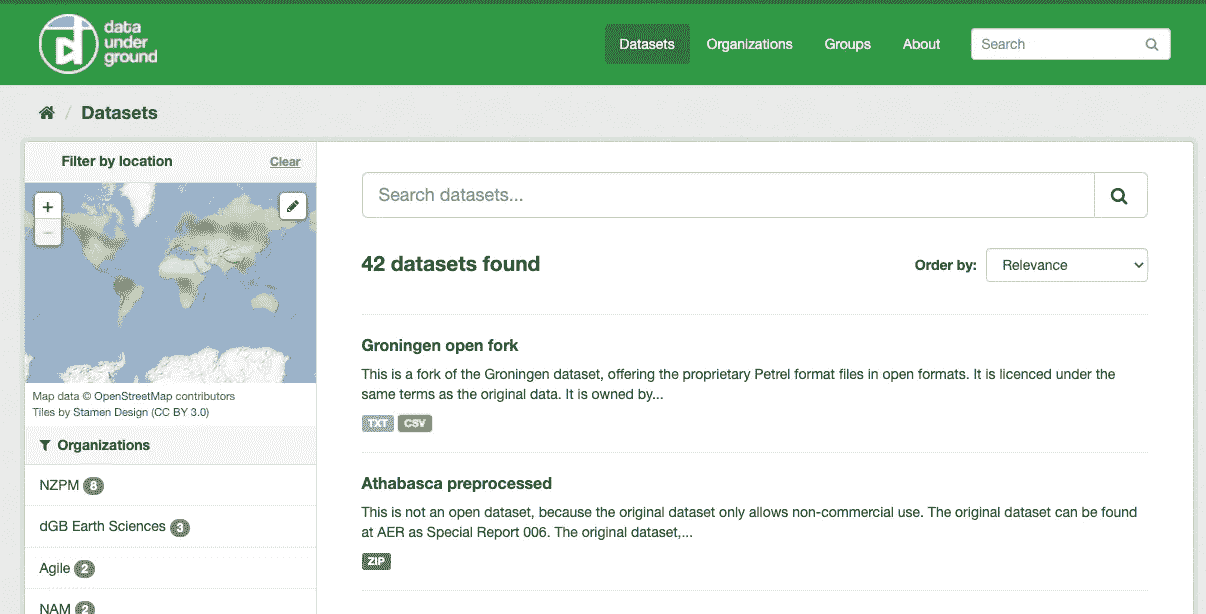 data
under
ground
Datasets
Organizations
Groups
About
Search
Datasets
Filter by location
Clear
+
−
Map data © OpenStreetMap contributors
Tiles by Stamen Design (CC BY 3.0)
Organizations
NZPM 8
dGB Earth Sciences 3
Agile 2
NAM 2
Search datasets...
42 datasets found
Order by:
Relevance
Groningen open fork
This is a fork of the Groningen dataset, offering the proprietary Petrel format files in open formats. It is licenced under the
same terms as the original data. It is owned by...
TXT CSV
Athabasca preprocessed
This is not an open dataset, because the original dataset only allows non-commercial use. The original dataset can be found
at AER as Special Report 006. The original dataset,...
ZIP